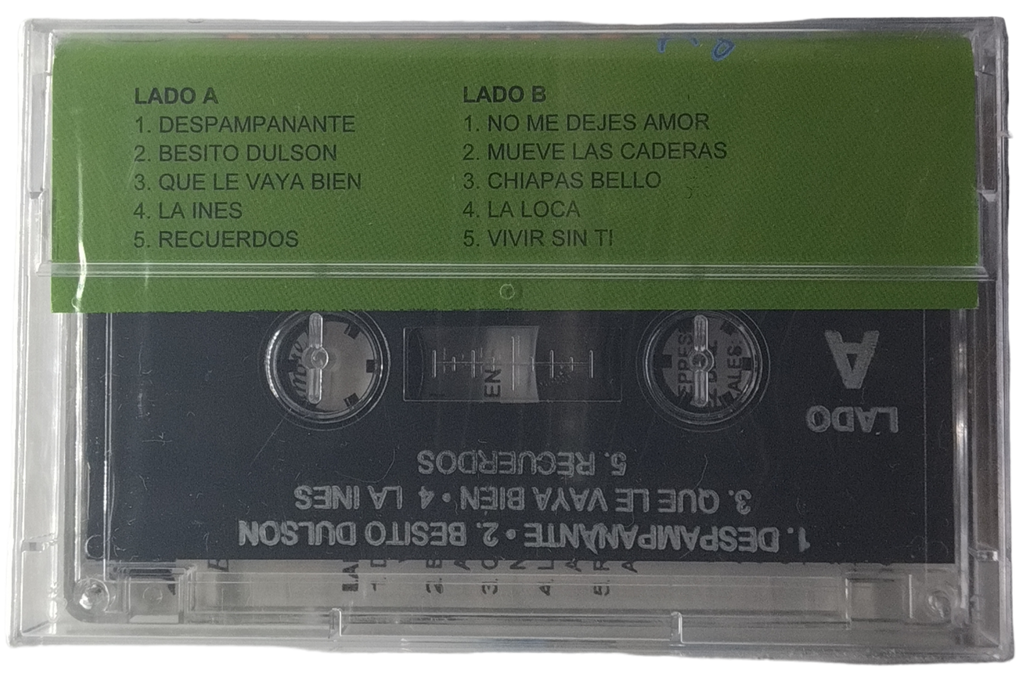 LADO A
1. DESPAMPANANTE
2. BESITO DULSON
3. QUE LE VAYA BIEN
4. LA INES
5. RECUERDOS
LADO B
1. NO ME DEJES AMOR
2. MUEVE LAS CADERAS
3. CHIAPAS BELLO
4. LA LOCA
5. VIVIR SIN TI
LADO
A
1. DESPAMPANANTE • 2. BESITO DULSON
3. QUE LE VAYA BIEN • 4 LA INES
5. RECUERDOS
EN
ALES: